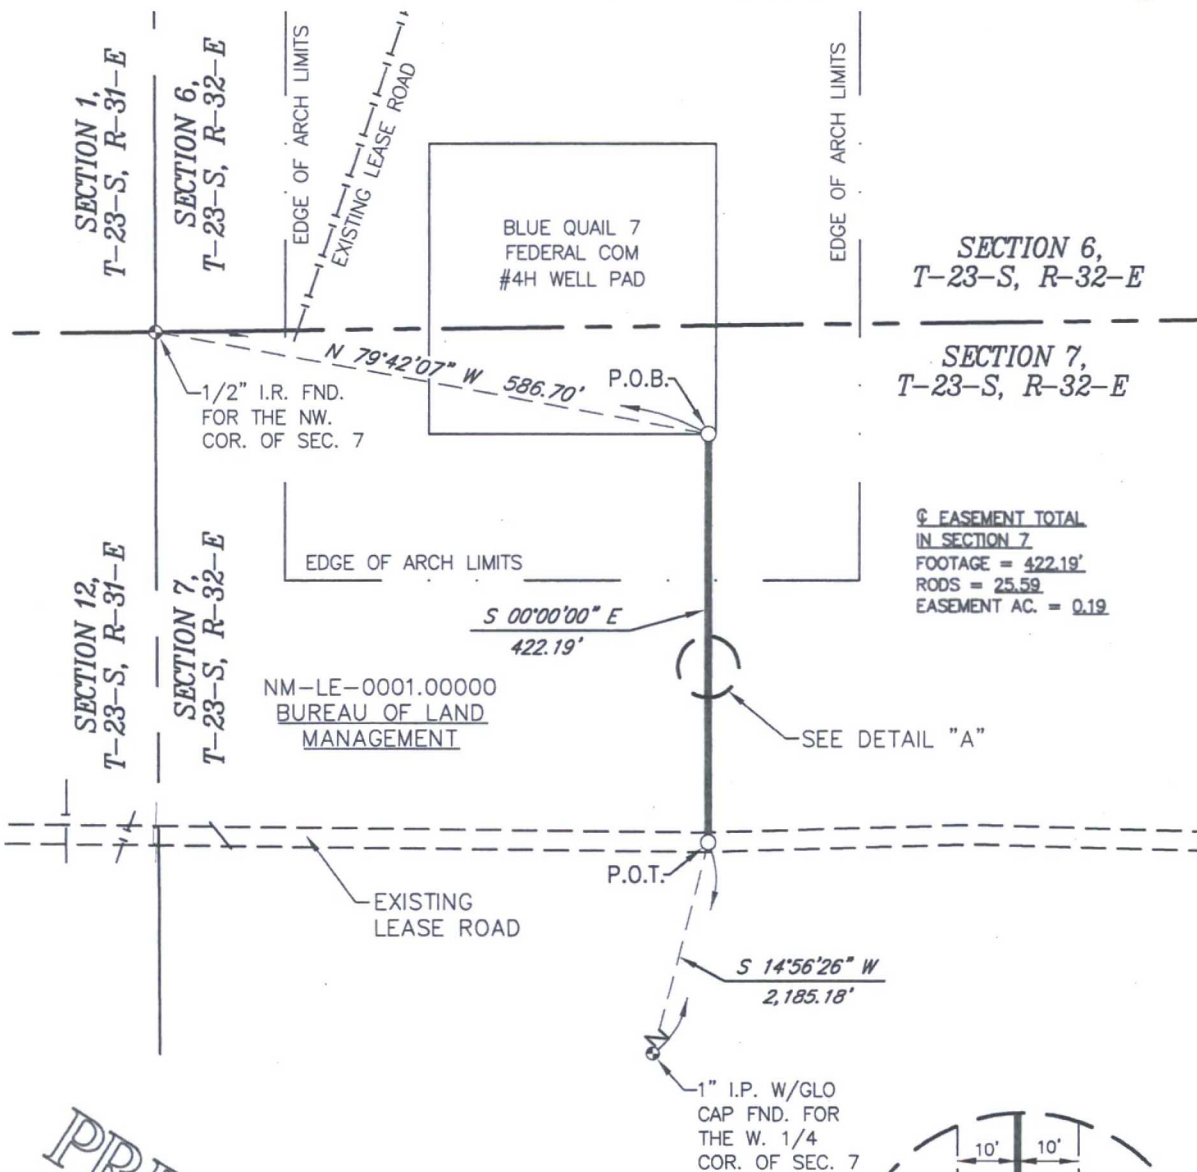 SECTION 1,
T-23-S, R-31-E
SECTION 6,
T-23-S, R-32-E
EDGE OF ARCH LIMITS
EXISTING LEASE ROAD
EDGE OF ARCH LIMITS
BLUE QUAIL 7
FEDERAL COM
#4H WELL PAD
SECTION 6,
T-23-S, R-32-E
SECTION 7,
T-23-S, R-32-E
N 79°42'07" W 586.70'
P.O.B.
1/2" I.R. FND.
FOR THE NW.
COR. OF SEC. 7
℄ EASEMENT TOTAL
IN SECTION 7
FOOTAGE = 422.19'
RODS = 25.59
EASEMENT AC. = 0.19
EDGE OF ARCH LIMITS
SECTION 12,
T-23-S, R-31-E
SECTION 7,
T-23-S, R-32-E
S 00°00'00" E
422.19'
NM-LE-0001.00000
BUREAU OF LAND
MANAGEMENT
SEE DETAIL "A"
P.O.T.
EXISTING
LEASE ROAD
S 14°56'26" W
2,185.18'
1" I.P. W/GLO
CAP FND. FOR
THE W. 1/4
COR. OF SEC. 7
10' 10'